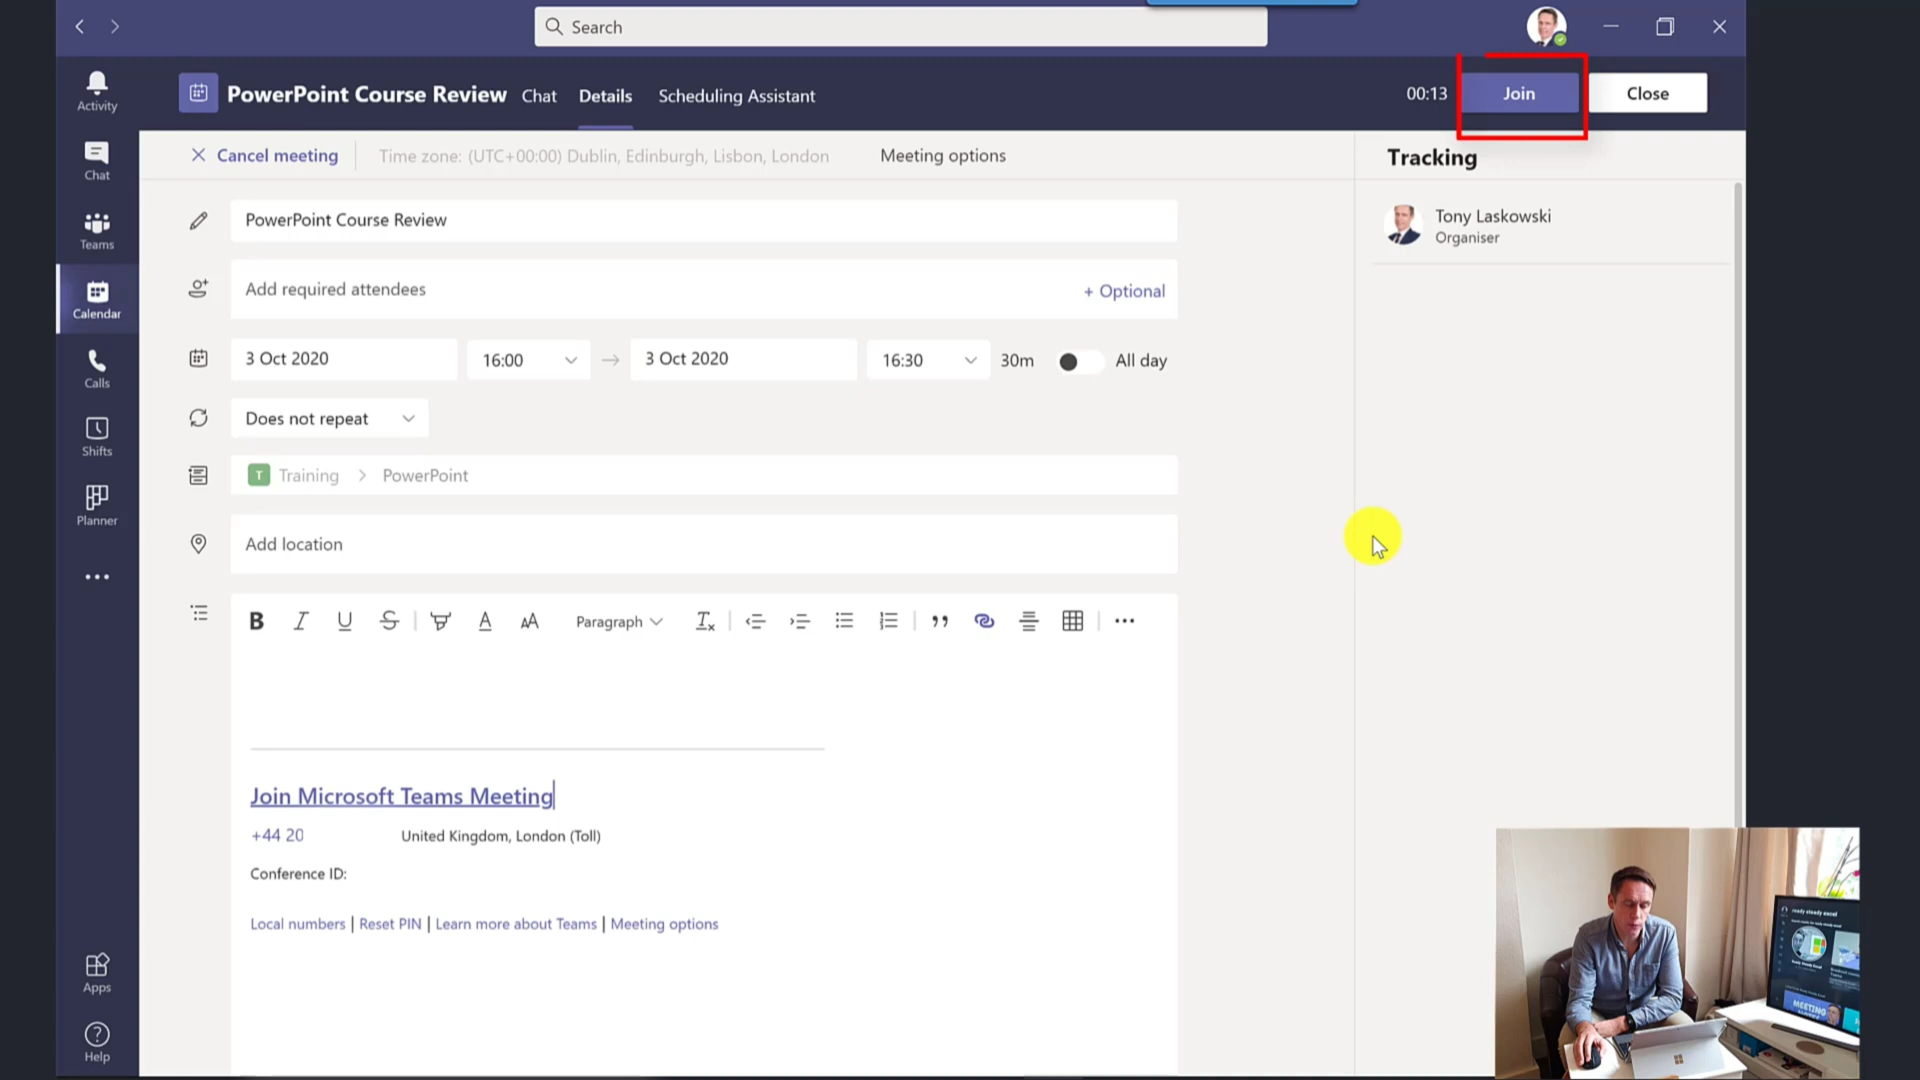 Search
Activity
Chat
Teams
Calendar
Calls
Shifts
Planner
Apps
Help
PowerPoint Course Review
Chat
Details
Scheduling Assistant
00:13
Join
Close
Cancel meeting
Time zone: (UTC+00:00) Dublin, Edinburgh, Lisbon, London
Meeting options
Tracking
Tony Laskowski
Organiser
PowerPoint Course Review
Add required attendees
+ Optional
3 Oct 2020
16:00
3 Oct 2020
16:30
30m
All day
Does not repeat
T Training > PowerPoint
Add location
Paragraph
Join Microsoft Teams Meeting
+44 20 United Kingdom, London (Toll)
Conference ID:
Local numbers | Reset PIN | Learn more about Teams | Meeting options
ready steady excel
MEETING